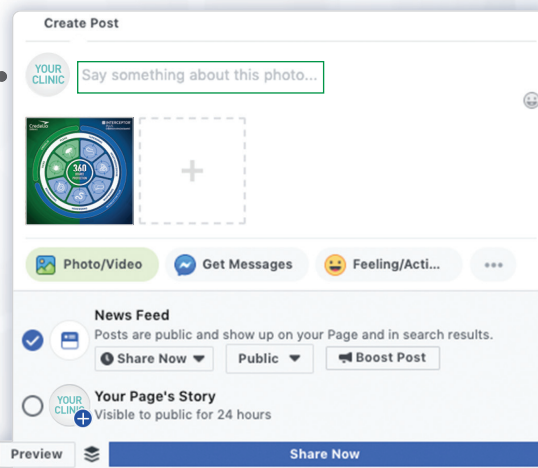 Create Post
YOUR
CLINIC
Say something about this photo...
Credelio
INTERCEPTOR
360
Photo/Video
Get Messages
Feeling/Acti...
News Feed
Posts are public and show up on your Page and in search results.
Share Now
Public
Boost Post
YOUR
CLINIC
Your Page's Story
Visible to public for 24 hours
Preview
Share Now